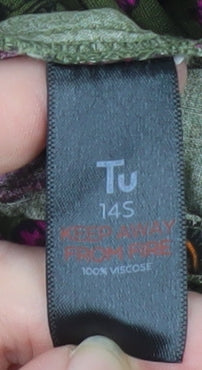 Tu
14S
KEEP AWAY
FROM FIRE
100% VISCOSE